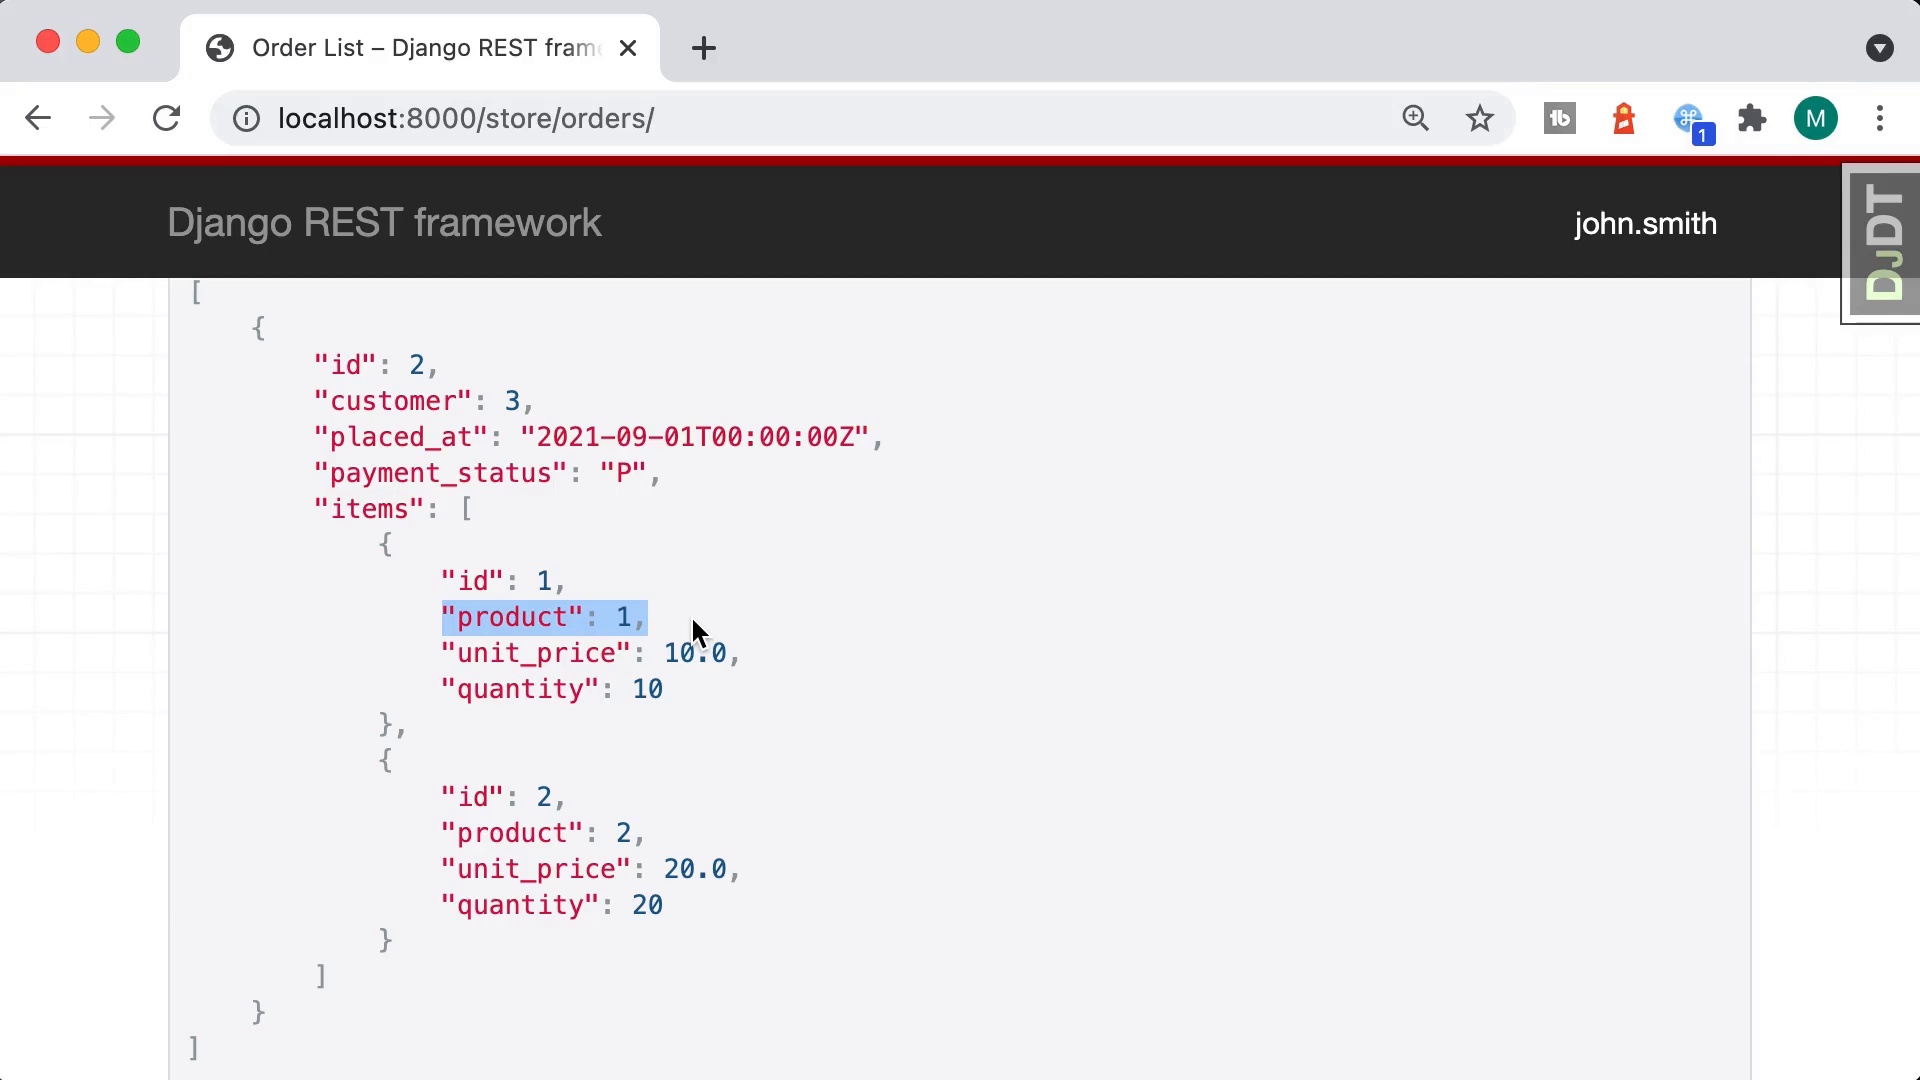 Order List – Django REST frame
localhost:8000/store/orders/
1
M
Django REST framework
john.smith
DjDT
[
{
"id": 2,
"customer": 3,
"placed_at": "2021-09-01T00:00:00Z",
"payment_status": "P",
"items": [
{
"id": 1,
"product": 1,
"unit_price": 10.0,
"quantity": 10
},
{
"id": 2,
"product": 2,
"unit_price": 20.0,
"quantity": 20
}
]
}
]